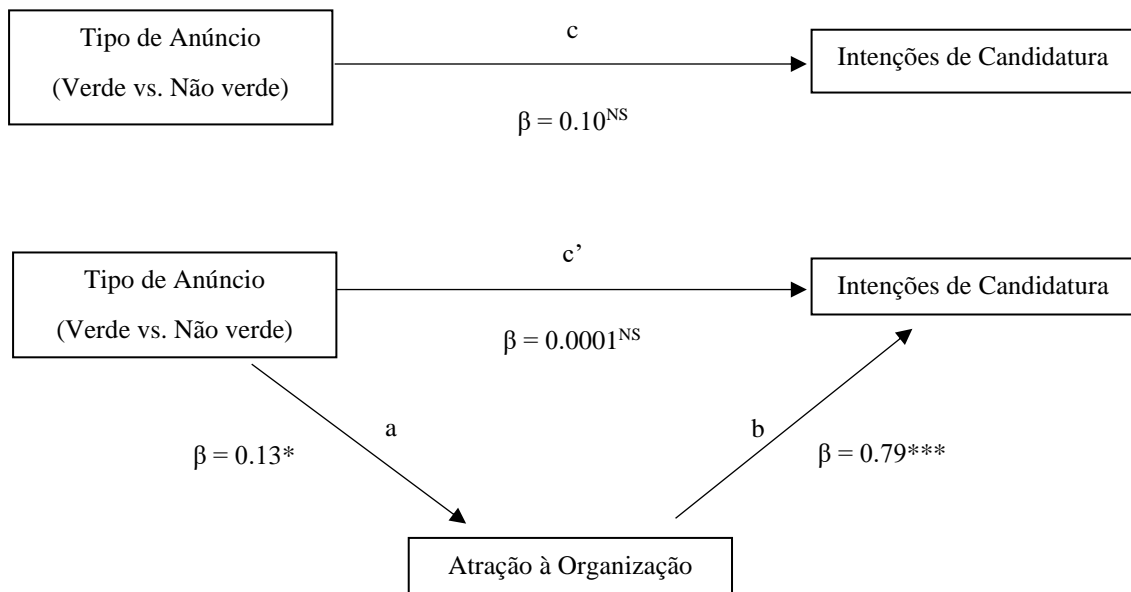 Tipo de Anúncio
(Verde vs. Não verde)
c
β = 0.10NS
Intenções de Candidatura
Tipo de Anúncio
(Verde vs. Não verde)
c’
β = 0.0001NS
Intenções de Candidatura
a
β = 0.13*
b
β = 0.79***
Atração à Organização